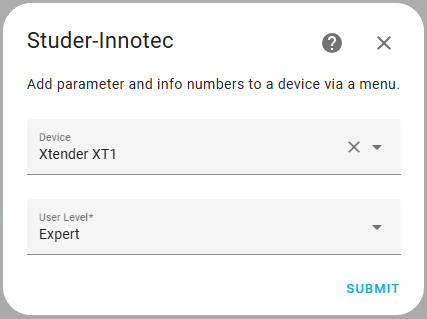 Studer-Innotec
Add parameter and info numbers to a device via a menu.
Device
Xtender XT1
User Level*
Expert
SUBMIT